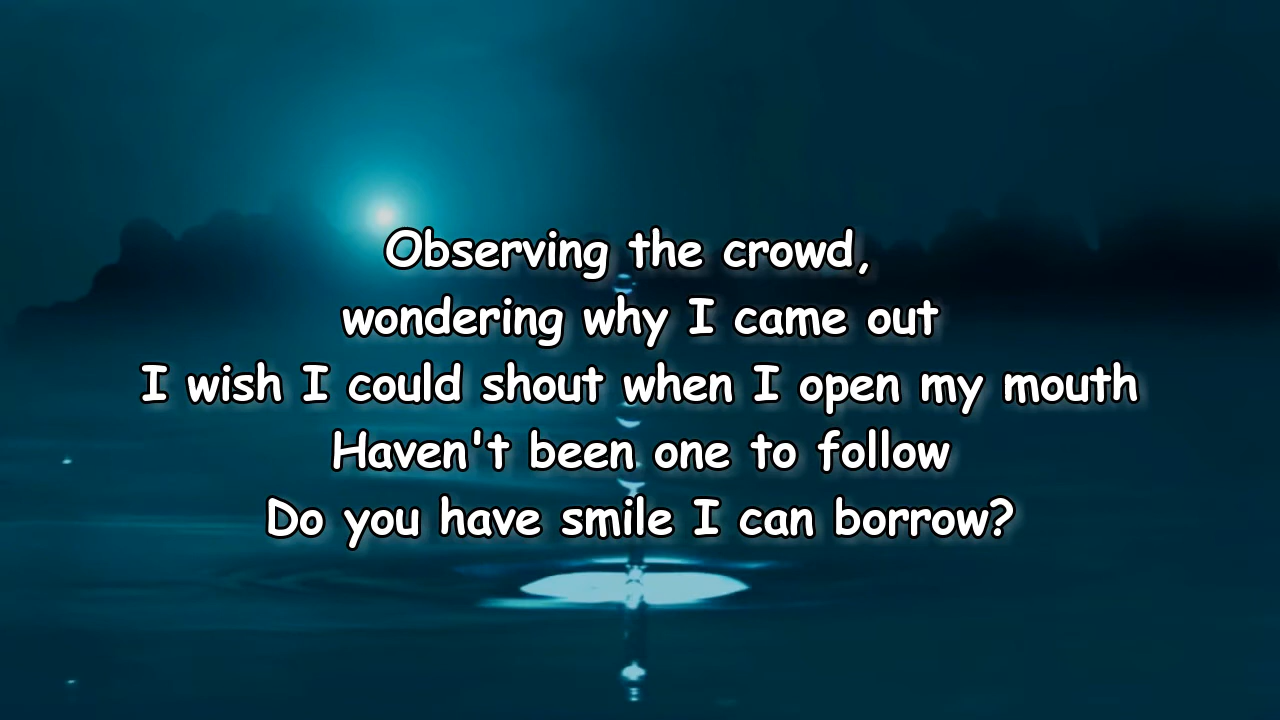 Observing the crowd,
wondering why I came out
I wish I could shout when I open my mouth
Haven't been one to follow
Do you have smile I can borrow?